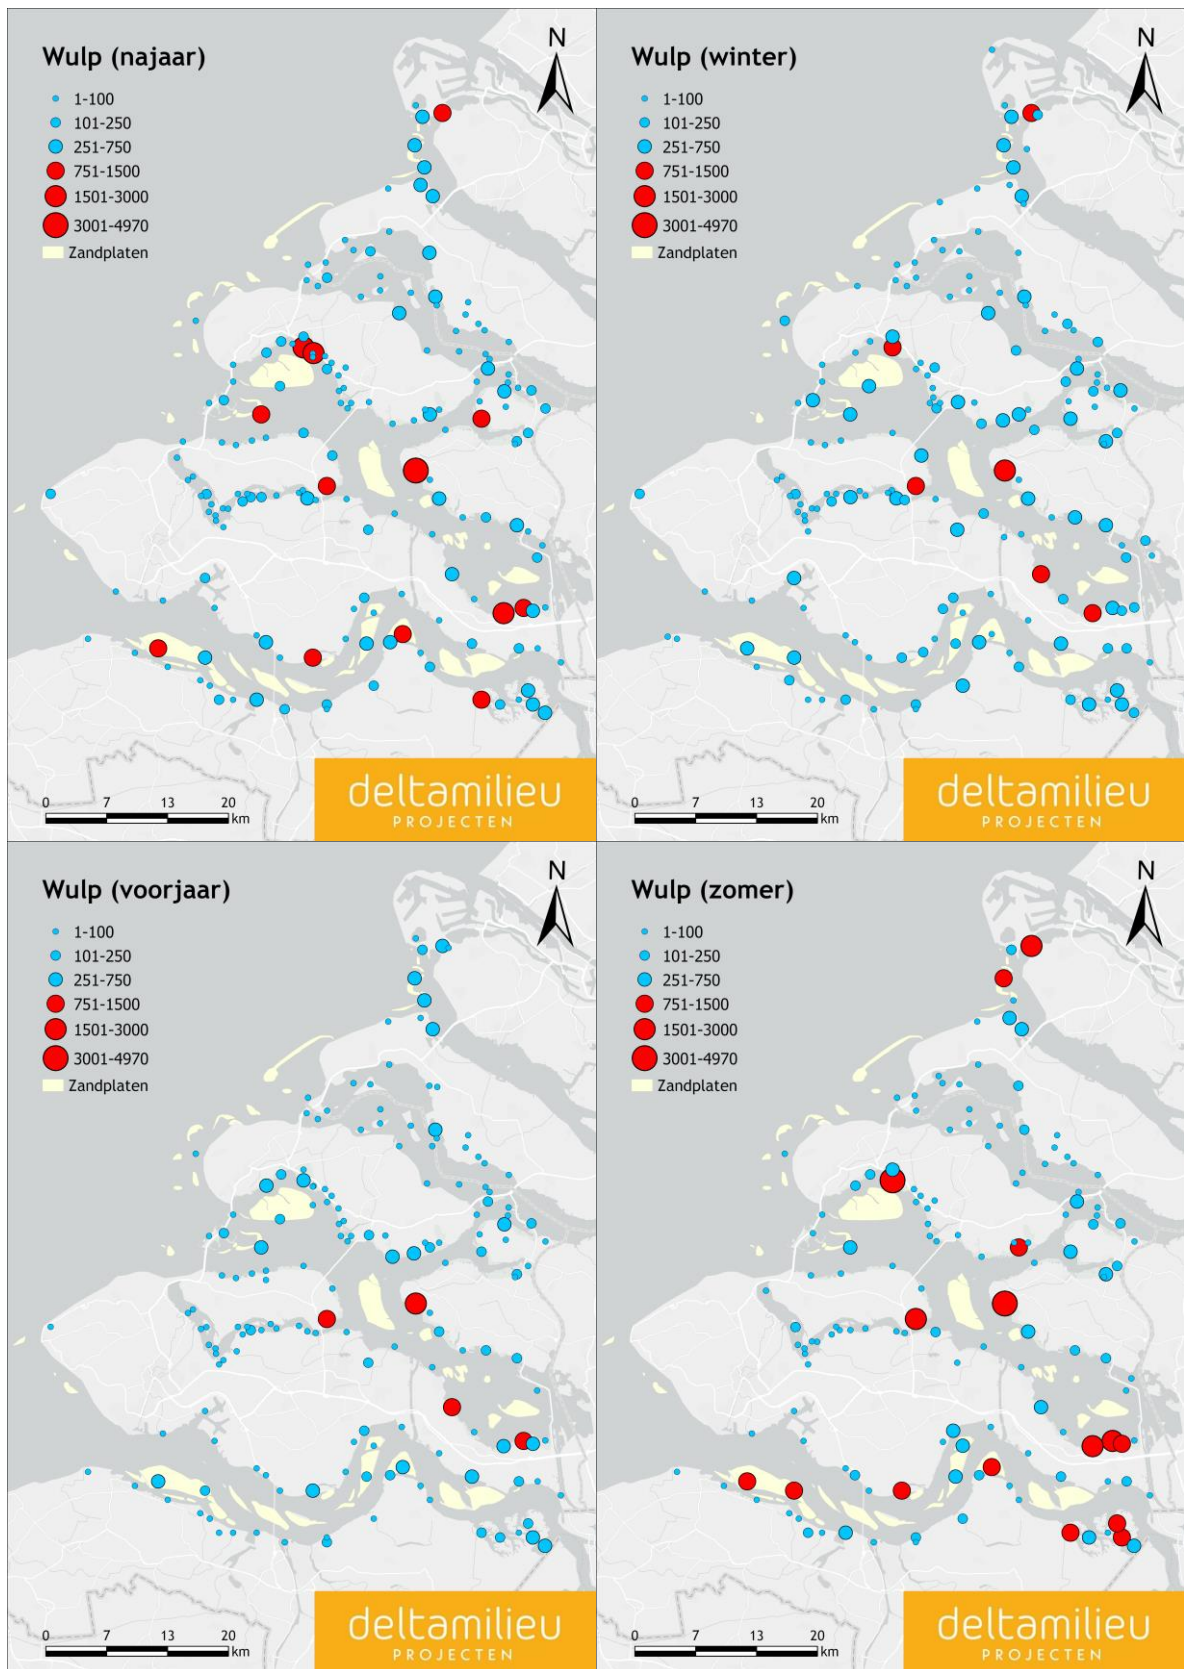 Wulp (najaar)
N
1-100
101-250
251-750
751-1500
1501-3000
3001-4970
Zandplaten
0 7 13 20
km
deltamilieu
PROJECTEN
Wulp (winter)
N
1-100
101-250
251-750
751-1500
1501-3000
3001-4970
Zandplaten
0 7 13 20
km
deltamilieu
PROJECTEN
Wulp (voorjaar)
N
1-100
101-250
251-750
751-1500
1501-3000
3001-4970
Zandplaten
0 7 13 20
km
deltamilieu
PROJECTEN
Wulp (zomer)
N
1-100
101-250
251-750
751-1500
1501-3000
3001-4970
Zandplaten
0 7 13 20
km
deltamilieu
PROJECTEN